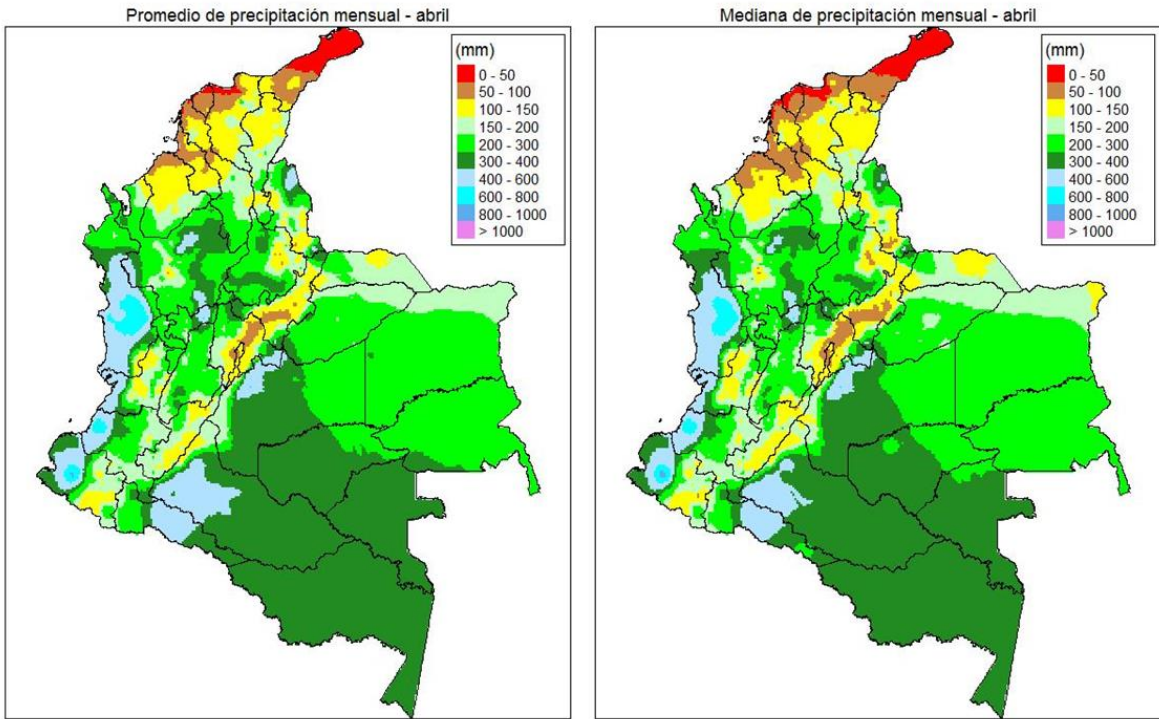 Promedio de precipitación mensual - abril
(mm)
0 - 50
50 - 100
100 - 150
150 - 200
200 - 300
300 - 400
400 - 600
600 - 800
800 - 1000
> 1000
Mediana de precipitación mensual - abril
(mm)
0 - 50
50 - 100
100 - 150
150 - 200
200 - 300
300 - 400
400 - 600
600 - 800
800 - 1000
> 1000